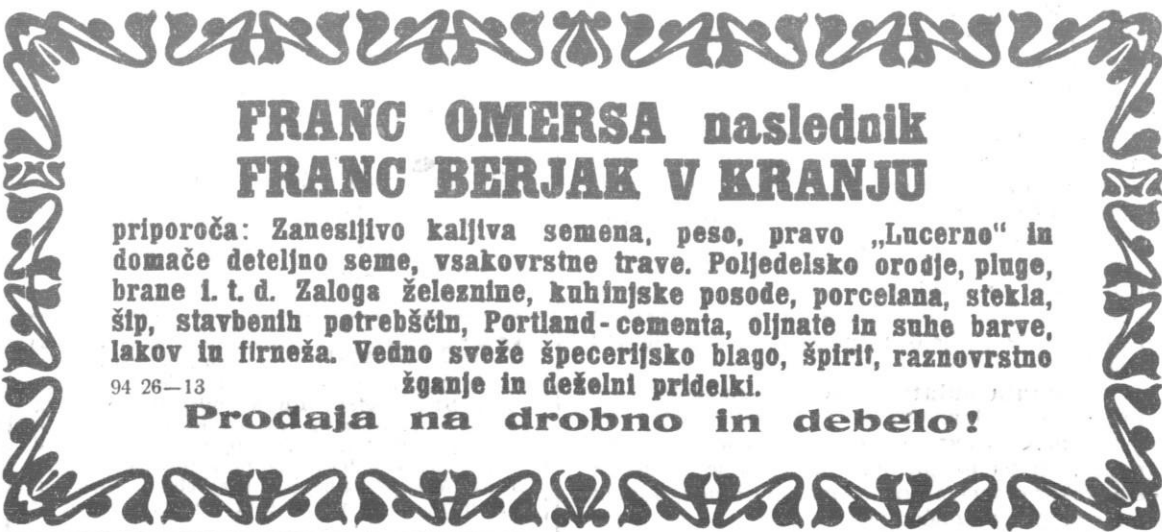 FRANC OMERSA naslednik
FRANC BERJAK V KRANJU
priporoča: Zanesljivo kaljiva semena, peso, pravo „Lucerno“ in
domače deteljno seme, vsakovrstne trave. Poljedelsko orodje, pluge,
brane i. t. d. Zaloga železnine, kuhinjske posode, porcelana, stekla,
šip, stavbenih potrebščin, Portland-cementa, oljnate in suhe barve,
lakov in firneža. Vedno sveže špecerijsko blago, špirit, raznovrstno
94 26—13 žganje in deželni pridelki.
Prodaja na drobno in debelo!